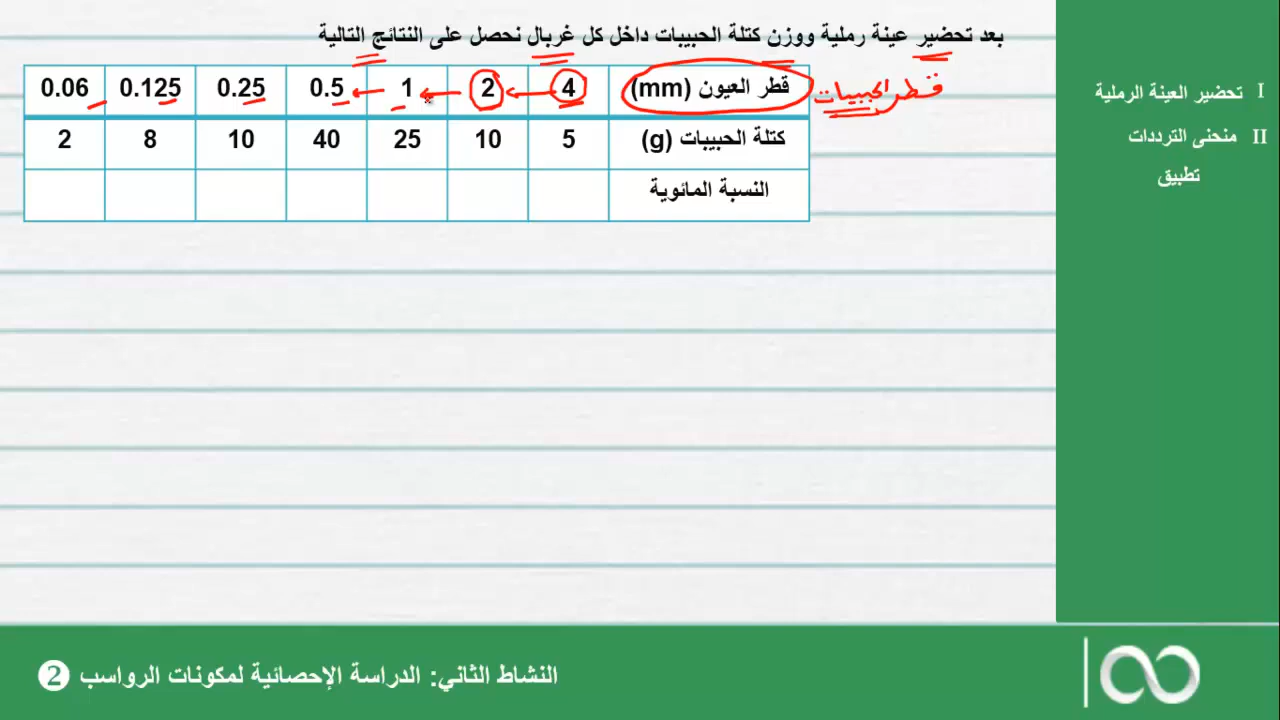 بعد تحضير عينة رملية ووزن كتلة الحبيبات داخل كل غربال نحصل على النتائج التالية
قطر العيون (mm) 4 2 1 0.5 0.25 0.125 0.06
قطر الحبيبات
كتلة الحبيبات (g) 5 10 25 40 10 8 2
النسبة المائوية
I تحضير العينة الرملية
II منحنى الترددات
تطبيق
النشاط الثاني: الدراسة الإحصائية لمكونات الرواسب 2